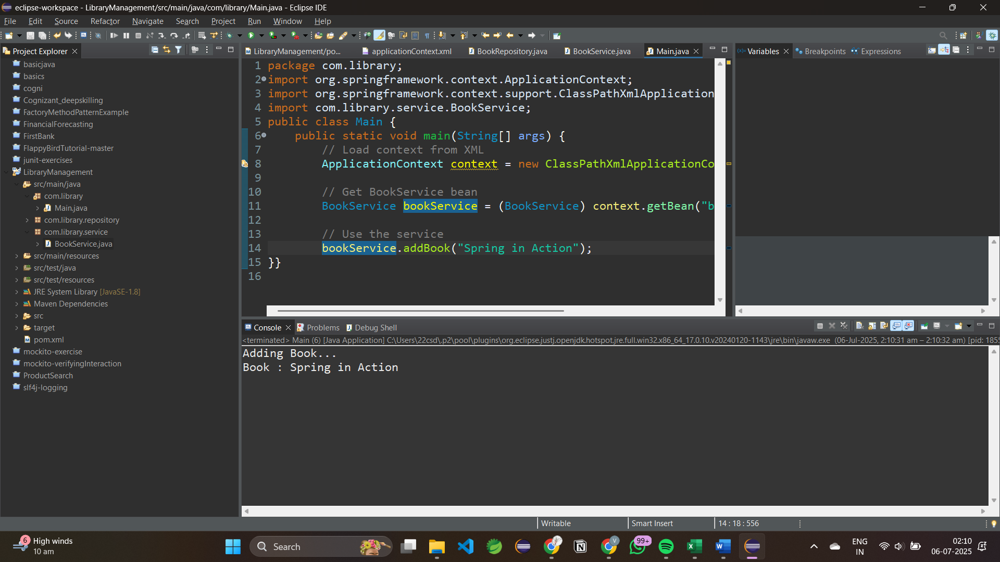 eclipse-workspace - LibraryManagement/src/main/java/com/library/Main.java - Eclipse IDE
File Edit Source Refactor Navigate Search Project Run Window Help
Project Explorer
basicjava
basics
cogni
Cognizant_deepskilling
FactoryMethodPatternExample
FinancialForecasting
FirstBank
FlappyBirdTutorial-master
junit-exercises
LibraryManagement
src/main/java
com.library
Main.java
com.library.repository
com.library.service
BookService.java
src/main/resources
src/test/java
src/test/resources
JRE System Library [JavaSE-1.8]
Maven Dependencies
src
target
pom.xml
mockito-exercise
mockito-verifyingInteraction
ProductSearch
slf4j-logging
LibraryManagement/po... applicationContext.xml BookRepository.java BookService.java Main.java
1 package com.library;
2 import org.springframework.context.ApplicationContext;
3 import org.springframework.context.support.ClassPathXmlApplication
4 import com.library.service.BookService;
5 public class Main {
6 public static void main(String[] args) {
7 // Load context from XML
8 ApplicationContext context = new ClassPathXmlApplicationCo
9
10 // Get BookService bean
11 BookService bookService = (BookService) context.getBean("b
12
13 // Use the service
14 bookService.addBook("Spring in Action");
15 }}
16
(x)= Variables Breakpoints Expressions
Console Problems Debug Shell
<terminated> Main (6) [Java Application] C:\Users\22csd\.p2\pool\plugins\org.eclipse.justj.openjdk.hotspot.jre.full.win32.x86_64_17.0.10.v20240120-1143\jre\bin\javaw.exe (06-Jul-2025, 2:10:31 am – 2:10:32 am) [pid: 185
Adding Book...
Book : Spring in Action
Writable Smart Insert 14 : 18 : 556
6 High winds
10 am
Search
99+
V
ENG
IN
02:10
06-07-2025